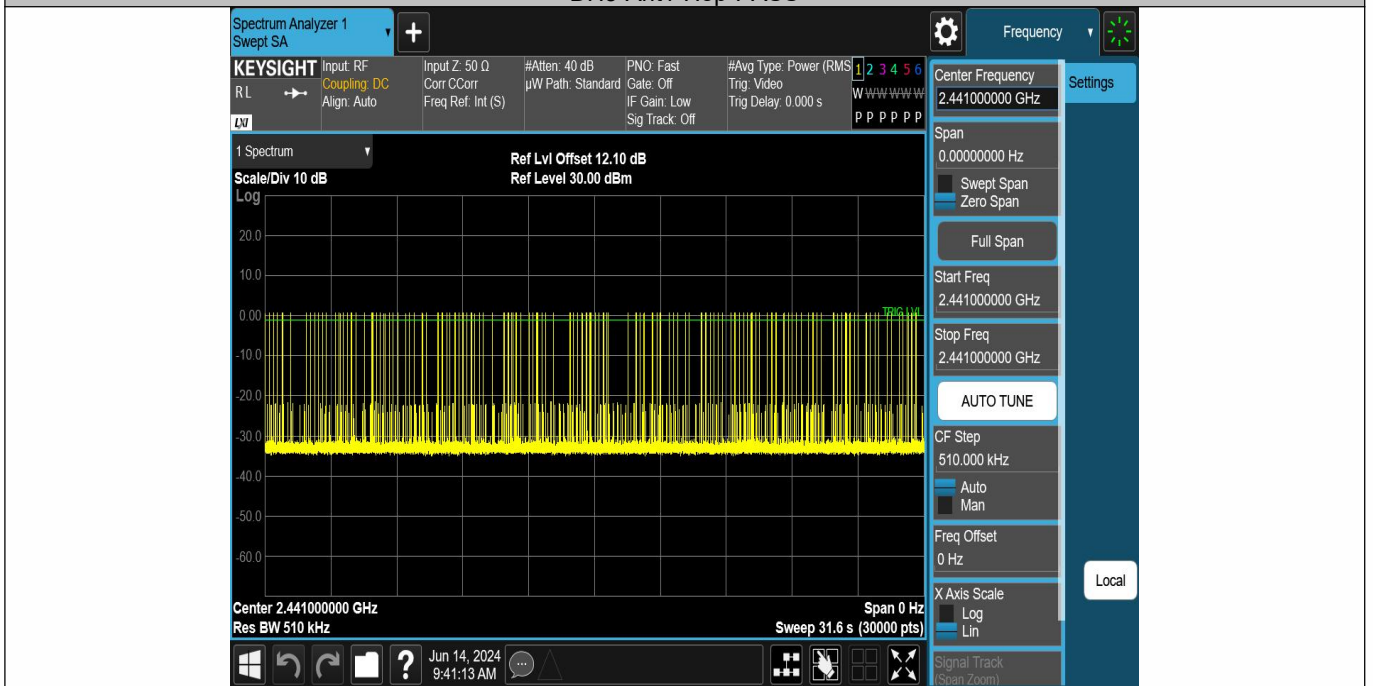 Spectrum Analyzer 1
Swept SA
+
Frequency
KEYSIGHT
RL
LXI
Input: RF
Coupling: DC
Align: Auto
Input Z: 50 Ω
Corr CCorr
Freq Ref: Int (S)
#Atten: 40 dB
µW Path: Standard
PNO: Fast
Gate: Off
IF Gain: Low
Sig Track: Off
#Avg Type: Power (RMS
Trig: Video
Trig Delay: 0.000 s
1 2 3 4 5 6
W W W W W W
P P P P P P
1 Spectrum
Scale/Div 10 dB
Ref Lvl Offset 12.10 dB
Ref Level 30.00 dBm
Log
20.0
10.0
0.00
-10.0
-20.0
-30.0
-40.0
-50.0
-60.0
TRIG LVL
Center 2.441000000 GHz
Res BW 510 kHz
Span 0 Hz
Sweep 31.6 s (30000 pts)
Center Frequency
2.441000000 GHz
Settings
Span
0.00000000 Hz
Swept Span
Zero Span
Full Span
Start Freq
2.441000000 GHz
Stop Freq
2.441000000 GHz
AUTO TUNE
CF Step
510.000 kHz
Auto
Man
Freq Offset
0 Hz
X Axis Scale
Log
Lin
Signal Track
(Span Zoom)
Local
?
Jun 14, 2024
9:41:13 AM